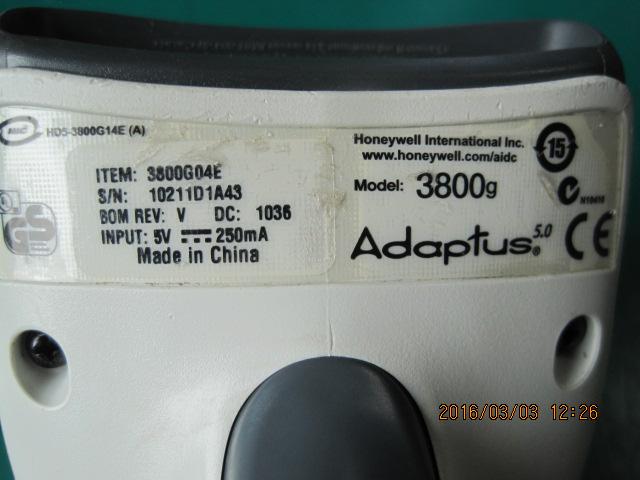 HD5-3800G14E (A)
ITEM: 3800G04E
S/N: 10211D1A43
BOM REV: V DC: 1036
INPUT: 5V 250mA
Made in China
GS
Honeywell International Inc.
www.honeywell.com/aidc
15
Model: 3800g
N10410
Adaptus 5.0 ®
CE
2016/03/03 12:26